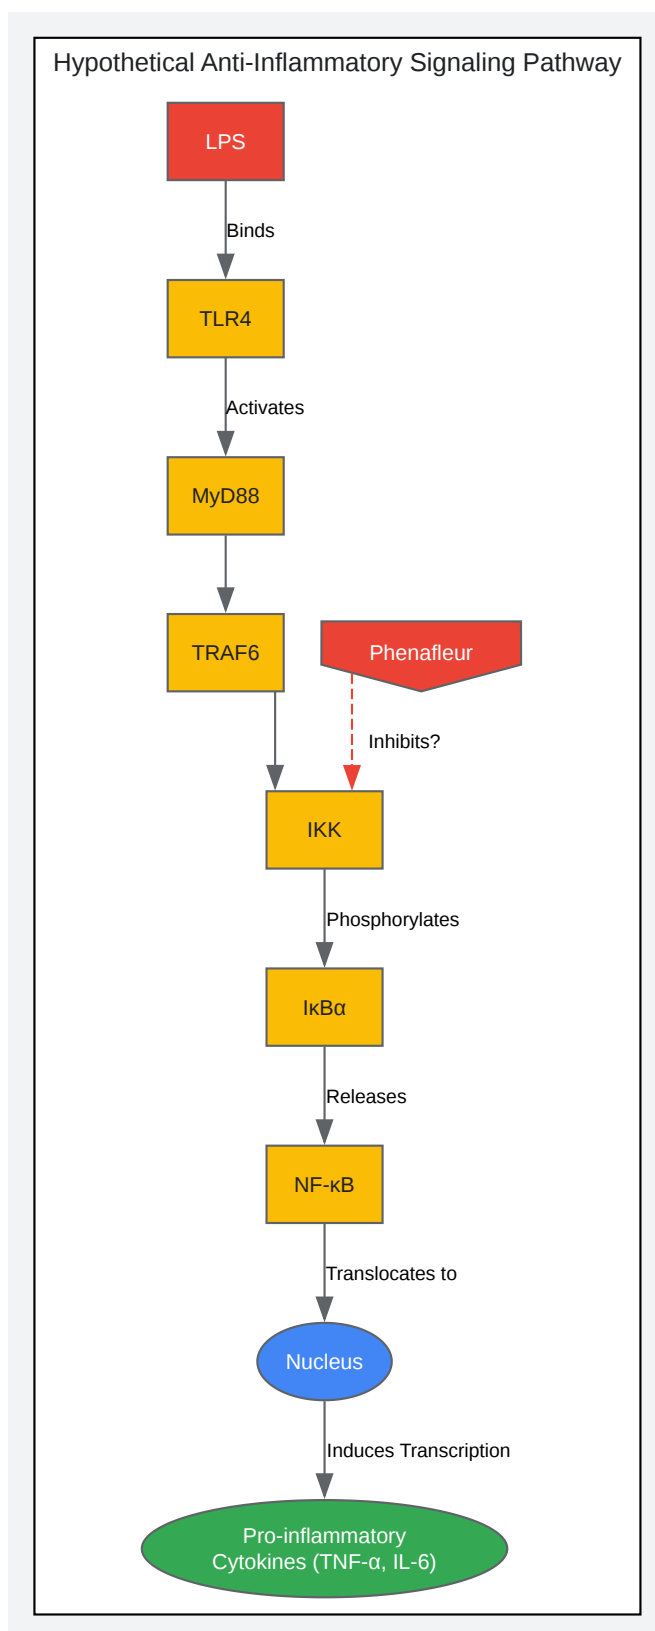 Hypothetical Anti-Inflammatory Signaling Pathway
LPS
Binds
TLR4
Activates
MyD88
TRAF6
Phenafleur
Inhibits?
IKK
Phosphorylates
IκBα
Releases
NF-κB
Translocates to
Nucleus
Induces Transcription
Pro-inflammatory
Cytokines (TNF-α, IL-6)